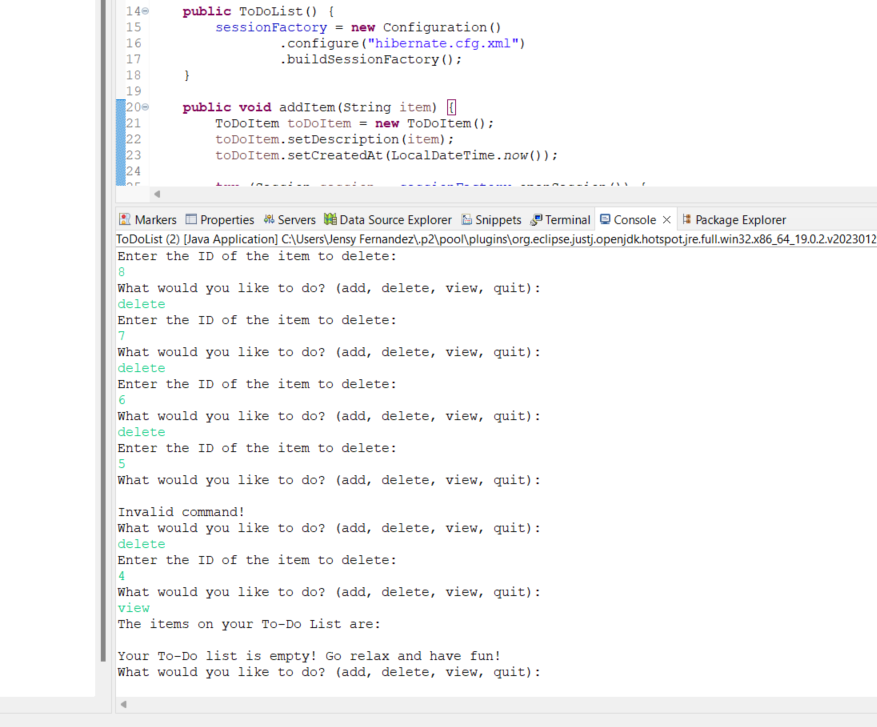 14 public ToDoList() {
15 sessionFactory = new Configuration()
16 .configure("hibernate.cfg.xml")
17 .buildSessionFactory();
18 }
19
20 public void addItem(String item) {
21 ToDoItem toDoItem = new ToDoItem();
22 toDoItem.setDescription(item);
23 toDoItem.setCreatedAt(LocalDateTime.now());
24
Markers Properties Servers Data Source Explorer Snippets Terminal Console Package Explorer
ToDoList (2) [Java Application] C:\Users\Jensy Fernandez\.p2\pool\plugins\org.eclipse.justj.openjdk.hotspot.jre.full.win32.x86_64_19.0.2.v2023012
Enter the ID of the item to delete:
8
What would you like to do? (add, delete, view, quit):
delete
Enter the ID of the item to delete:
7
What would you like to do? (add, delete, view, quit):
delete
Enter the ID of the item to delete:
6
What would you like to do? (add, delete, view, quit):
delete
Enter the ID of the item to delete:
5
What would you like to do? (add, delete, view, quit):
Invalid command!
What would you like to do? (add, delete, view, quit):
delete
Enter the ID of the item to delete:
4
What would you like to do? (add, delete, view, quit):
view
The items on your To-Do List are:
Your To-Do list is empty! Go relax and have fun!
What would you like to do? (add, delete, view, quit):